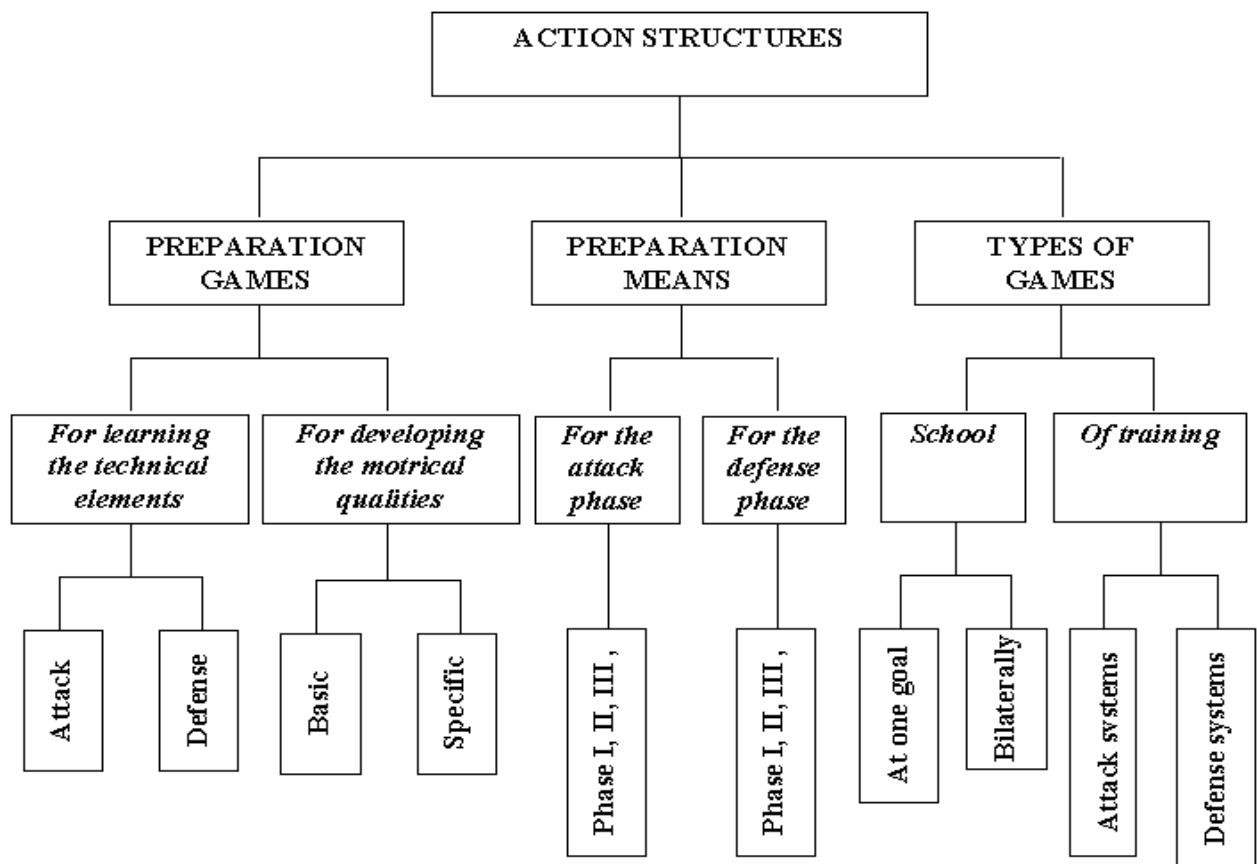 ACTION STRUCTURES
PREPARATION
GAMES
PREPARATION
MEANS
TYPES OF
GAMES
For learning
the technical
elements
For developing
the motrical
qualities
For the
attack
phase
For the
defense
phase
School
Of training
Attack
Defense
Basic
Specific
Phase I, II, III ,
Phase I, II, III ,
At one goal
Bilaterally
Attack systems
Defense systems